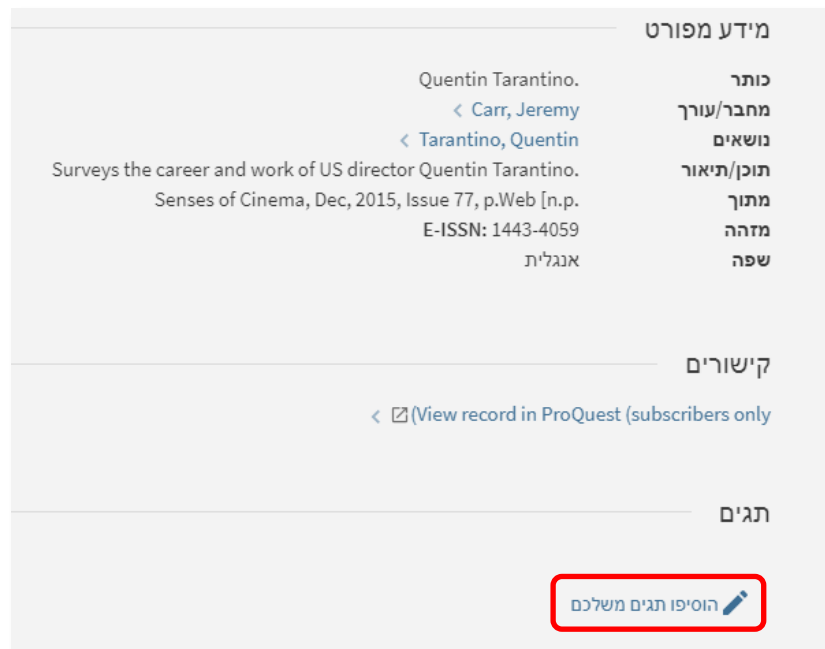 מידע מפורט
כותר Quentin Tarantino.
מחבר/עורך Carr, Jeremy
נושאים Tarantino, Quentin
תוכן/תיאור Surveys the career and work of US director Quentin Tarantino.
מתוך Senses of Cinema, Dec, 2015, Issue 77, p.Web [n.p.
מזהה E-ISSN: 1443-4059
שפה אנגלית
קישורים
(View record in ProQuest (subscribers only
תגים
הוסיפו תגים משלכם